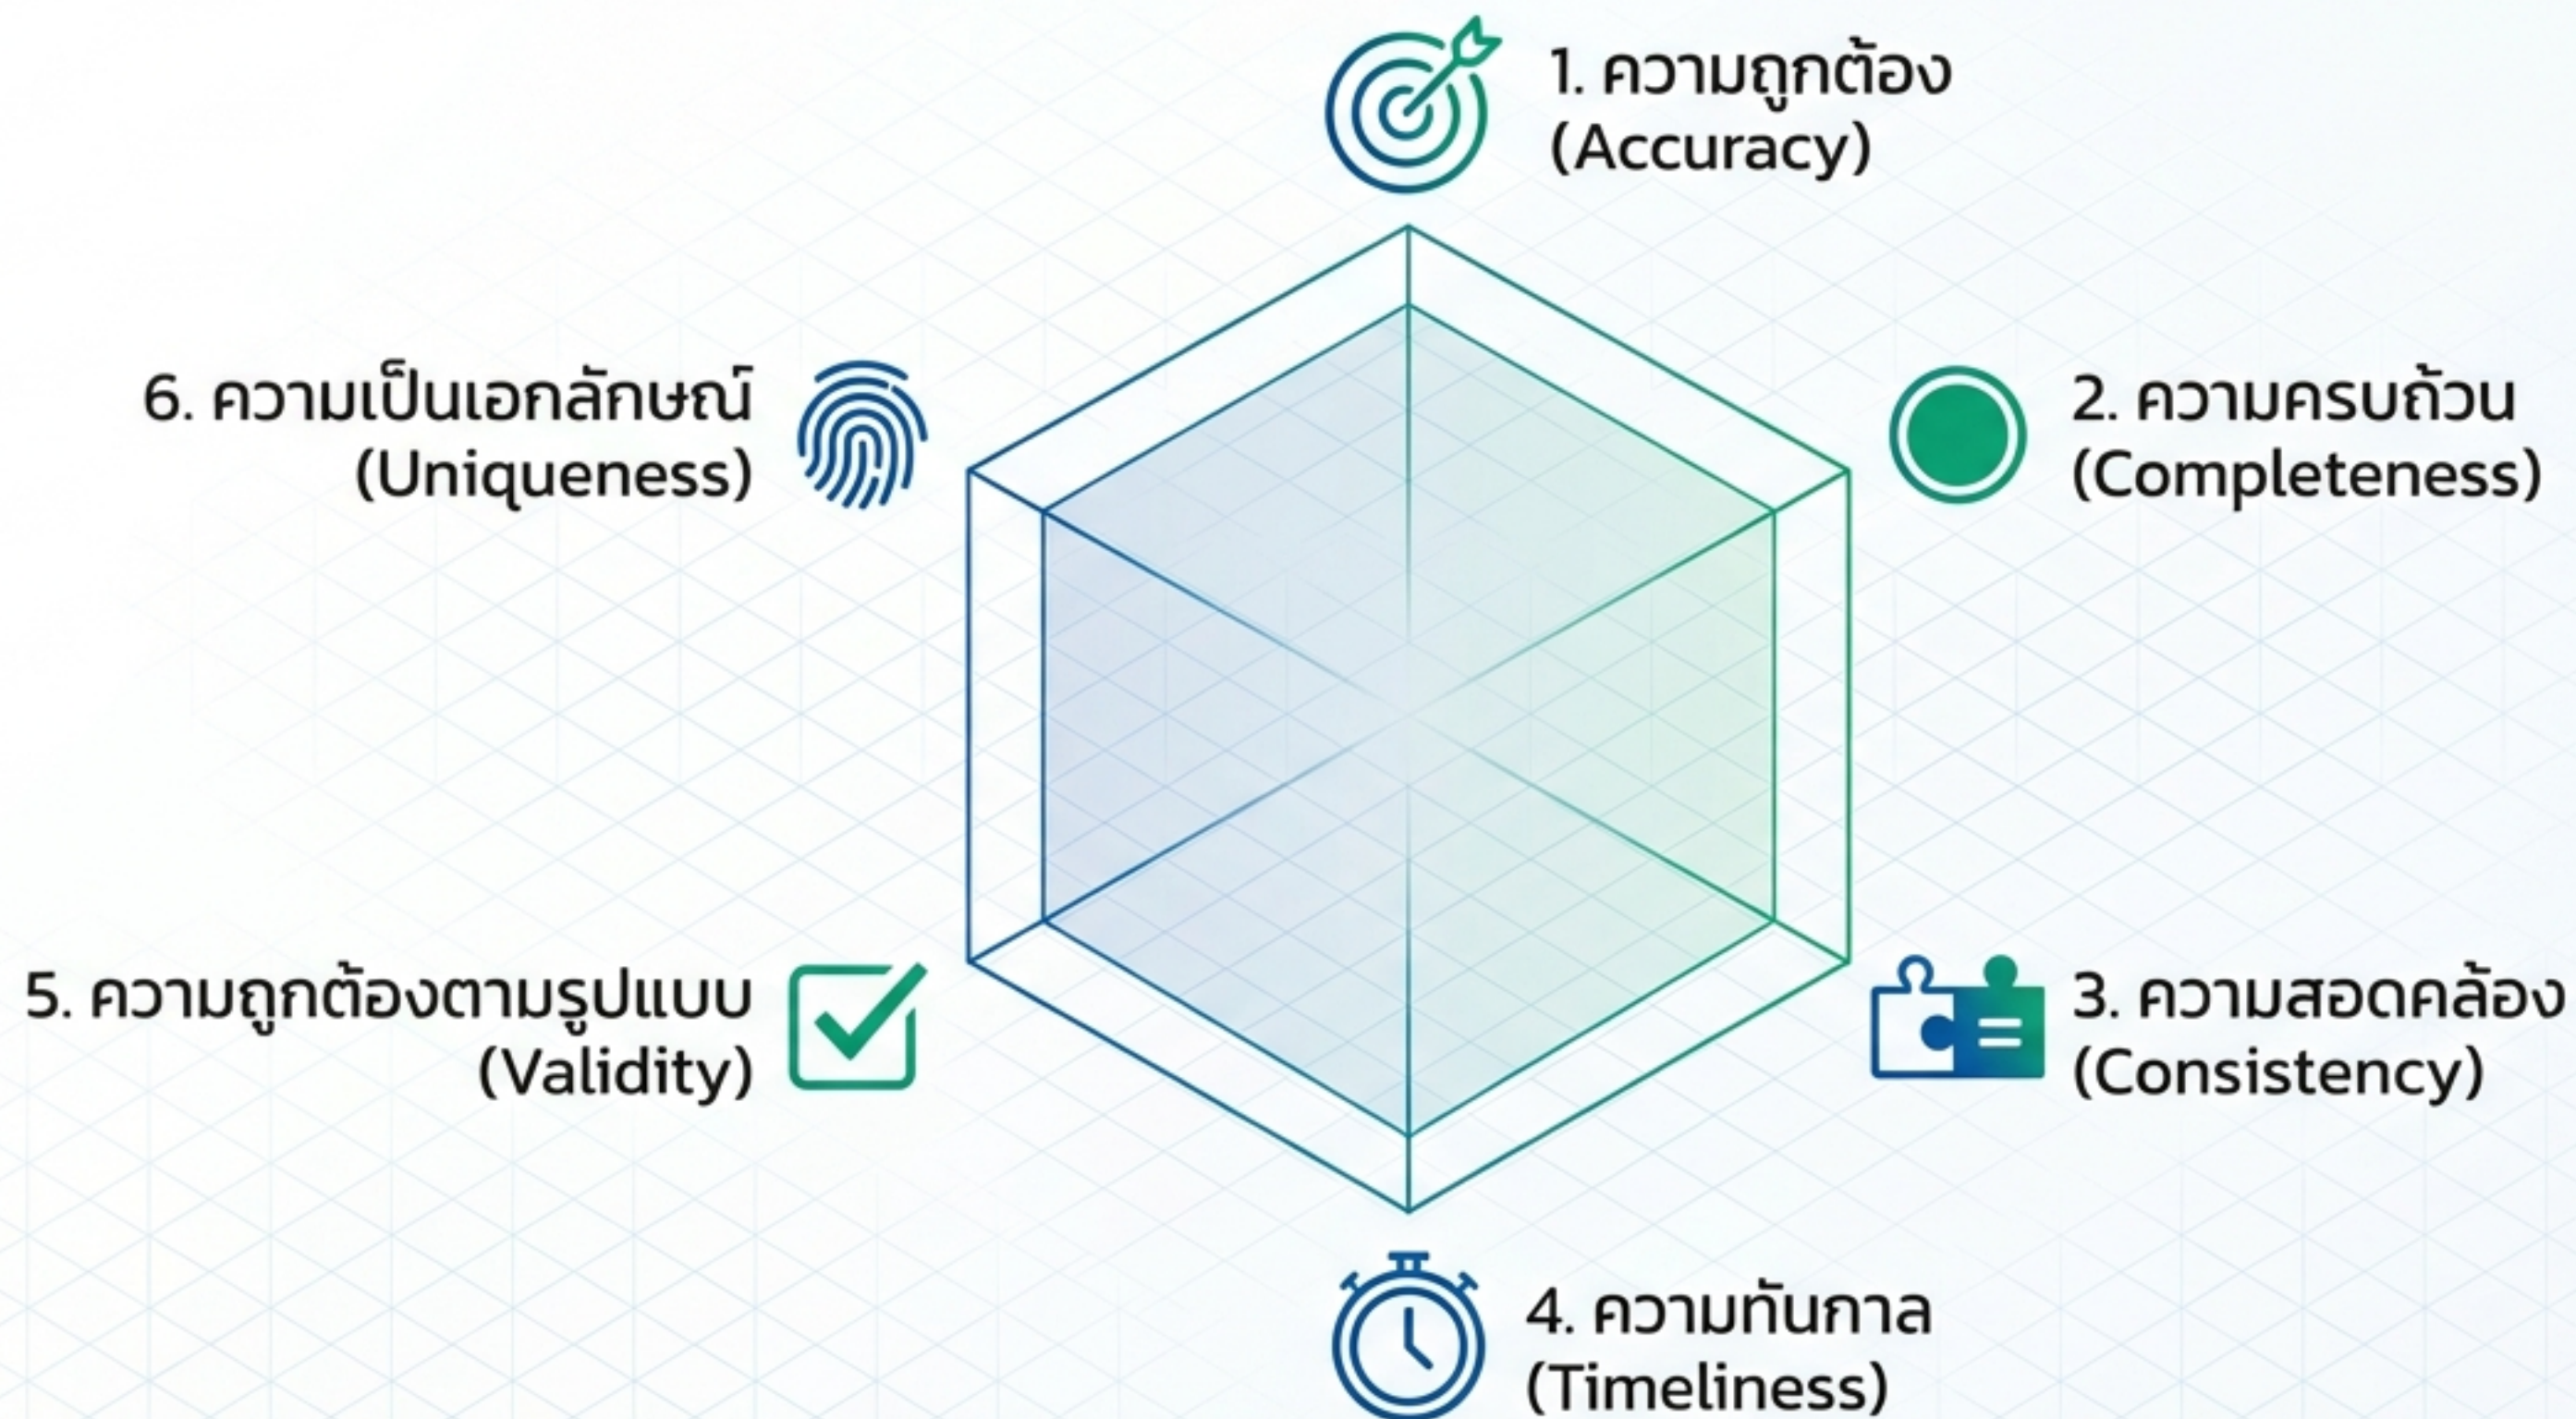 1. ความถูกต้อง
(Accuracy)
2. ความครบถ้วน
(Completeness)
3. ความสอดคล้อง
(Consistency)
4. ความทันกาล
(Timeliness)
5. ความถูกต้องตามรูปแบบ
(Validity)
6. ความเป็นเอกลักษณ์
(Uniqueness)